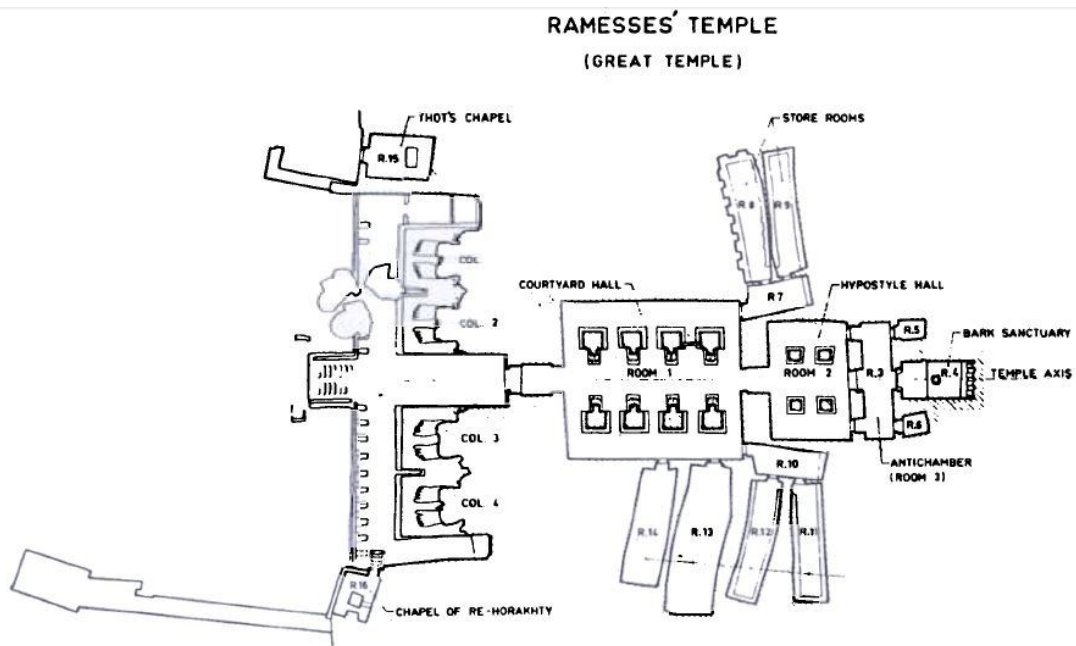 RAMESSES' TEMPLE
(GREAT TEMPLE)
THOT'S CHAPEL
R.15
STORE ROOMS
R 8
R 9
COL
COURTYARD HALL
R 7
HYPOSTYLE HALL
COL. 2
R.5
BARK SANCTUARY
ROOM 1
ROOM 2
R.3
R.4
TEMPLE AXIS
R.6
COL. 3
R.10
ANTICHAMBER
(ROOM 3)
COL. 4
R.14
R.13
R.12
R.11
R.16
CHAPEL OF RE-HORAKHTY